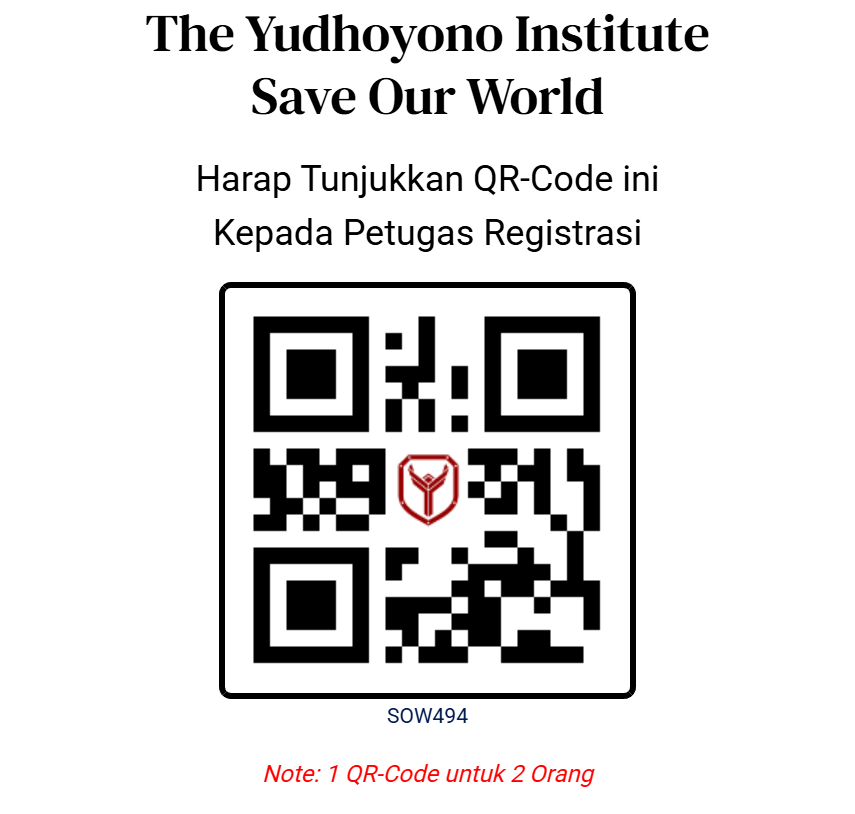 The Yudhoyono Institute
Save Our World
Harap Tunjukkan QR-Code ini
Kepada Petugas Registrasi
SOW494
Note: 1 QR-Code untuk 2 Orang